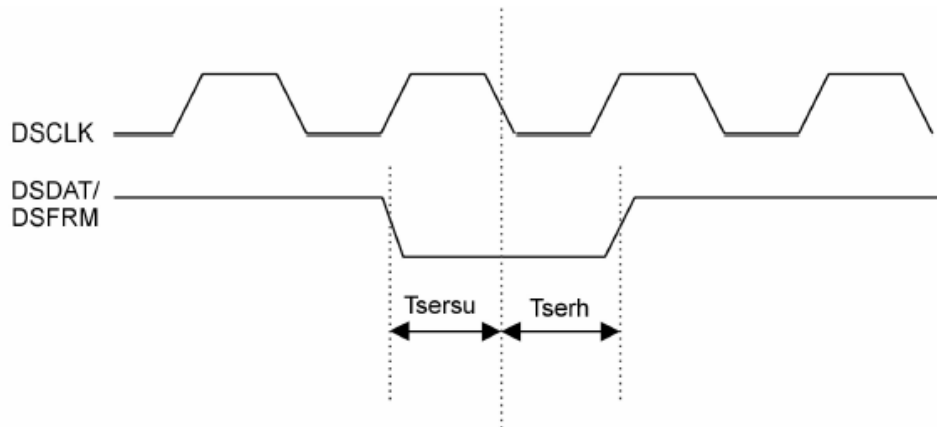 DSCLK
DSDAT/
DSFRM
Tsersu
Tserh